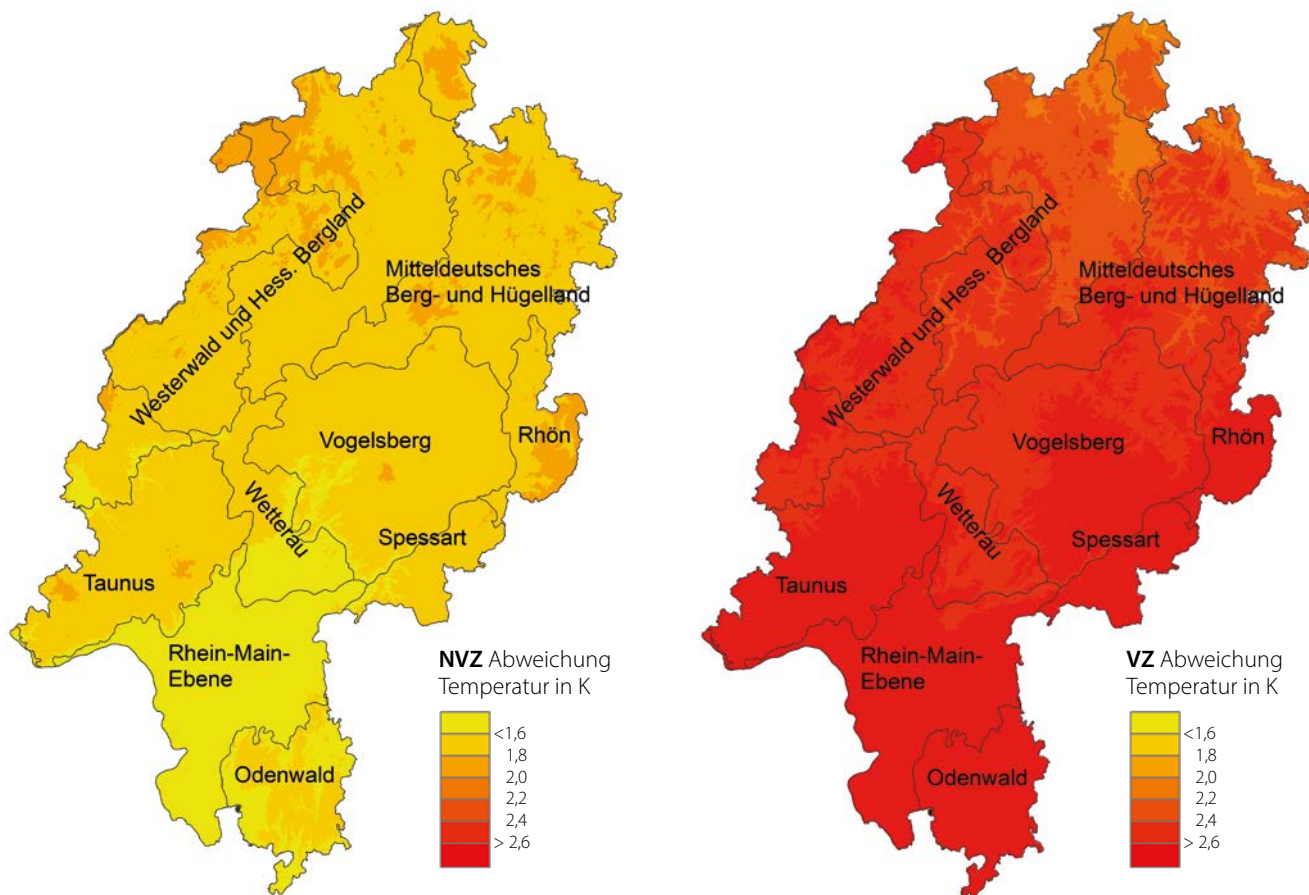 Westerwald und Hess. Bergland
Mitteldeutsches
Berg- und Hügelland
Vogelsberg
Rhön
Wetterau
Spessart
Taunus
Rhein-Main-
Ebene
Odenwald
NVZ Abweichung
Temperatur in K
<1,6
1,8
2,0
2,2
2,4
> 2,6
Westerwald und Hess. Bergland
Mitteldeutsches
Berg- und Hügelland
Vogelsberg
Rhön
Wetterau
Spessart
Taunus
Rhein-Main-
Ebene
Odenwald
VZ Abweichung
Temperatur in K
<1,6
1,8
2,0
2,2
2,4
> 2,6